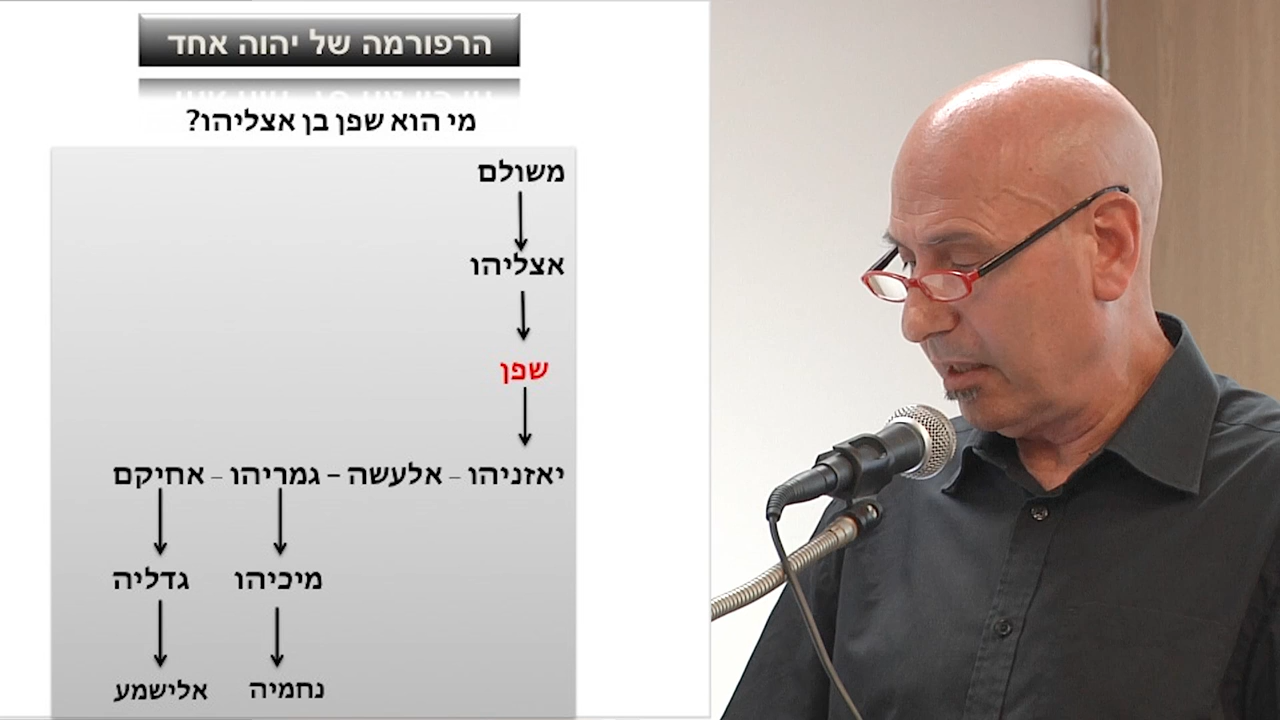 הרפורמה של יהוה אחד
מי הוא שפן בן אצליהו?
משולם
אצליהו
שפן
יאזניהו – אלעשה – גמריהו – אחיקם
מיכיהו גדליה
נחמיה אלישמע